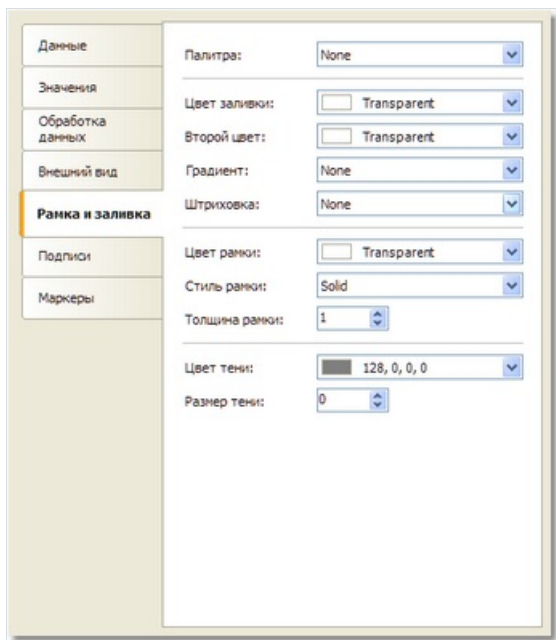 Данные
Значения
Обработка
данных
Внешний вид
Рамка и заливка
Подписи
Маркеры
Палитра: None
Цвет заливки: Transparent
Второй цвет: Transparent
Градиент: None
Штриховка: None
Цвет рамки: Transparent
Стиль рамки: Solid
Толщина рамки: 1
Цвет тени: 128, 0, 0, 0
Размер тени: 0